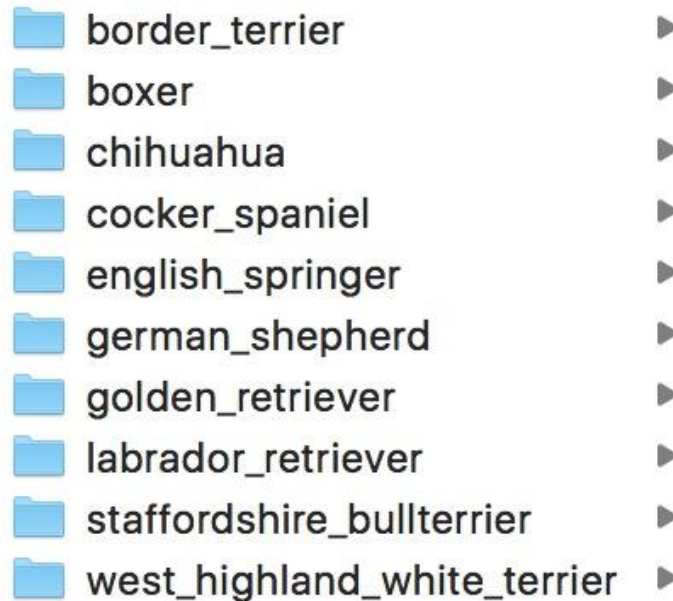 border_terrier
boxer
chihuahua
cocker_spaniel
english_springer
german_shepherd
golden_retriever
labrador_retriever
staffordshire_bullterrier
west_highland_white_terrier